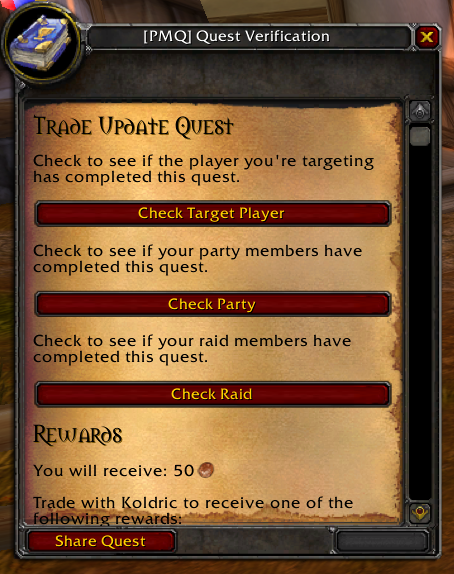 [PMQ] Quest Verification
Trade Update Quest
Check to see if the player you're targeting
has completed this quest.
Check Target Player
Check to see if your party members have
completed this quest.
Check Party
Check to see if your raid members have
completed this quest.
Check Raid
Rewards
You will receive: 50
Trade with Koldric to receive one of the
following rewards:
Share Quest